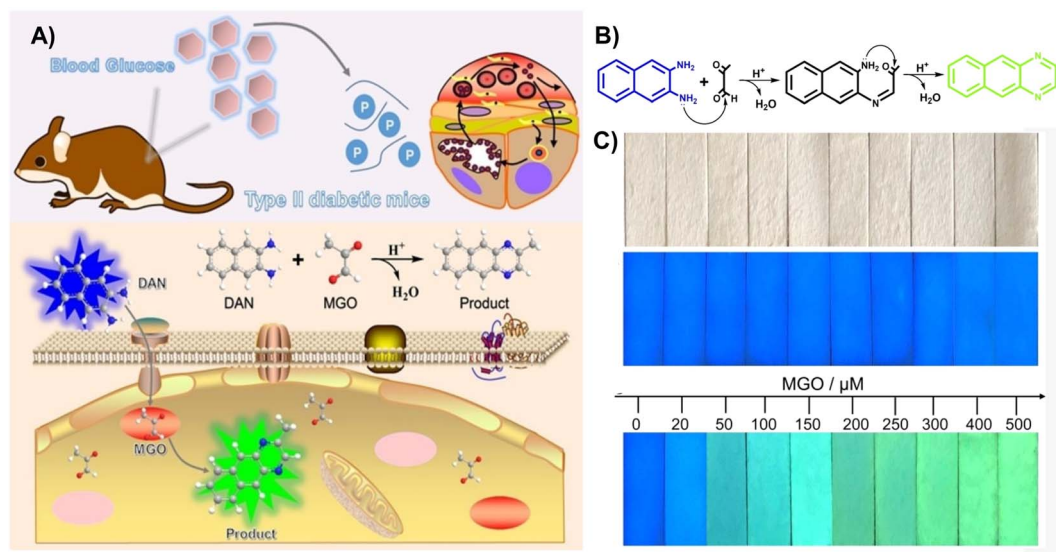 A)
Blood Glucose
P
P
P
P
Type II diabetic mice
DAN
DAN
+
MGO
H⁺
H₂O
Product
MGO
Product
B)
NH₂
NH₂
+
O
O
H
H⁺
H₂O
NH₂
O
N
H⁺
H₂O
N
N
C)
MGO / μM
0 20 50 100 150 200 250 300 400 500